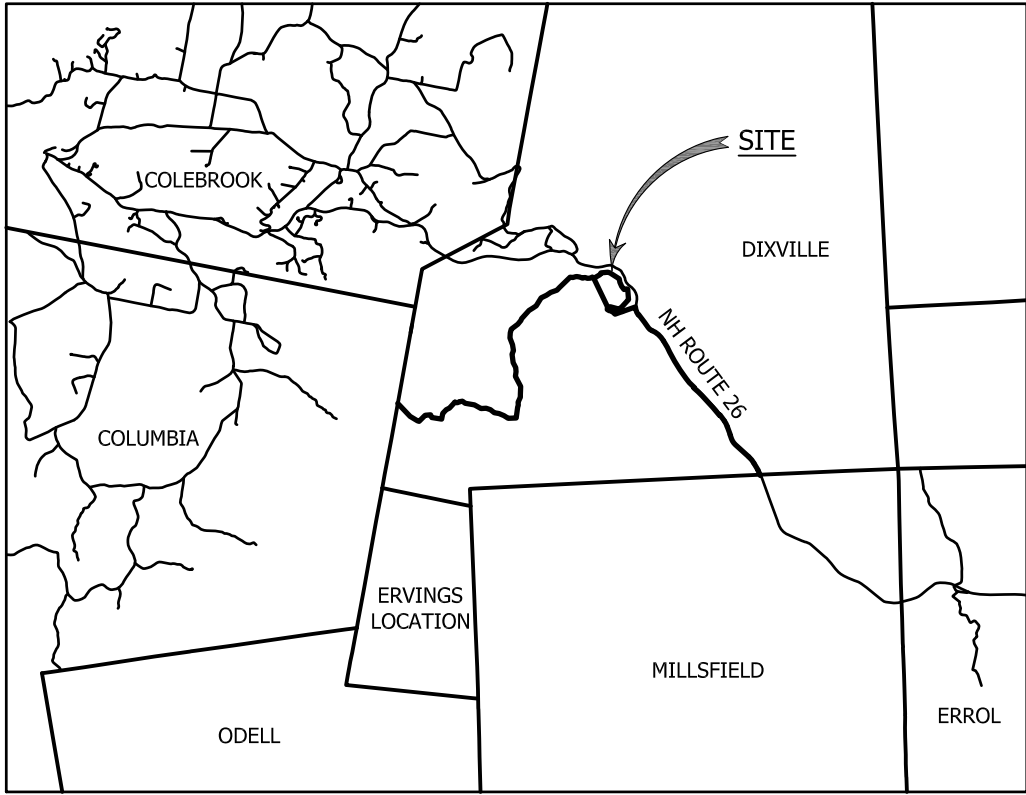 SITE
COLEBROOK
DIXVILLE
NH ROUTE 26
COLUMBIA
ERVINGS
LOCATION
MILLSFIELD
ERROL
ODELL